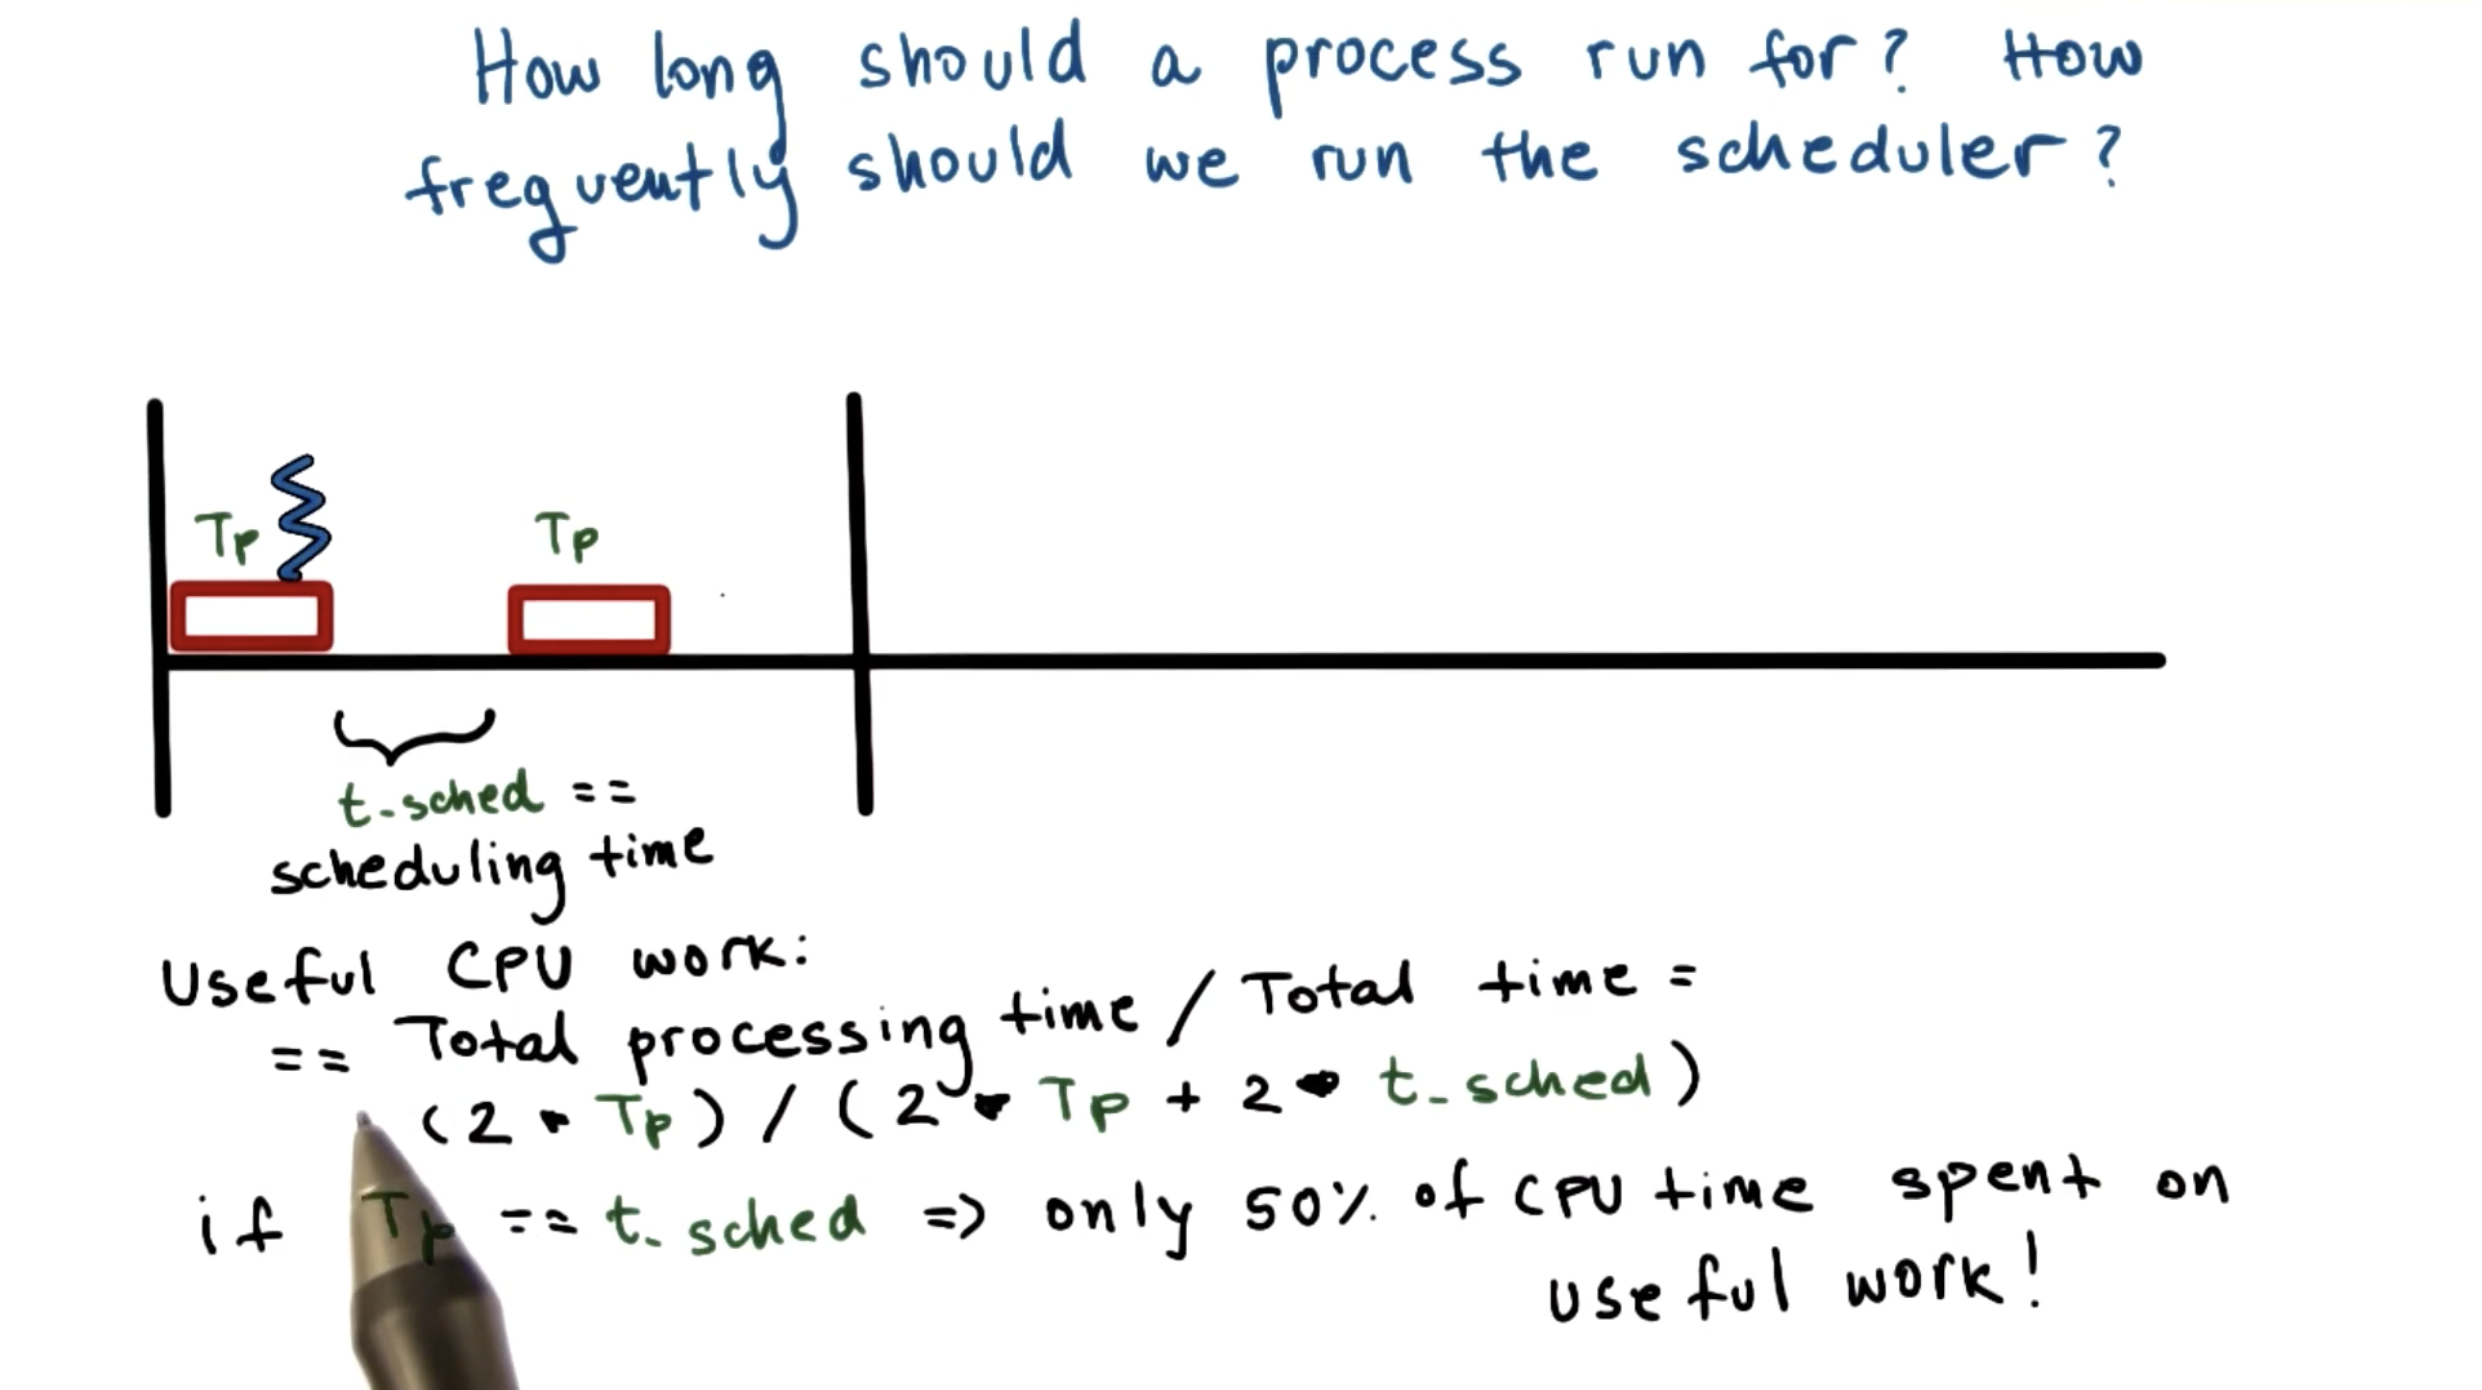 How long should a process run for? How
frequently should we run the scheduler?
Tp
Tp
t_sched ==
scheduling time
Useful CPU work:
== Total processing time / Total time =
(2 * Tp) / (2 * Tp + 2 * t_sched)
if Tp == t_sched => only 50% of CPU time spent on
useful work!